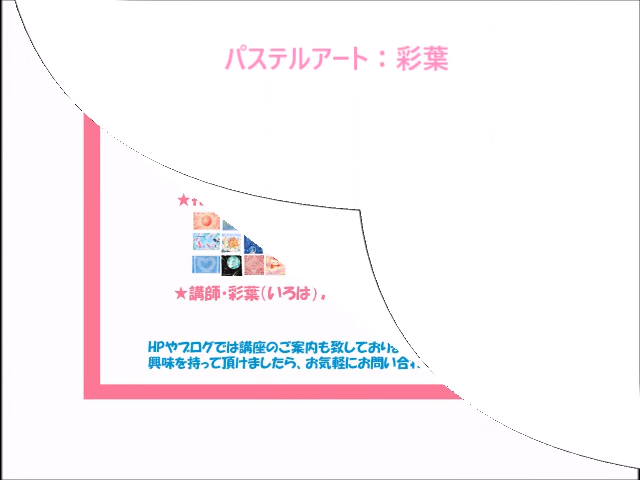 パステルアート：彩葉
★講師・彩葉（いろは）
HPやブログでは講座のご案内も致しており
興味を持って頂けましたら、お気軽にお問い合